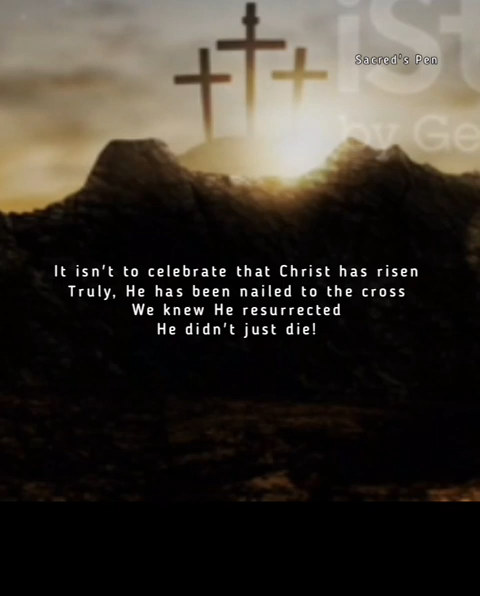 iSt
Sacred's Pen
by Ge
It isn't to celebrate that Christ has risen
Truly, He has been nailed to the cross
We knew He resurrected
He didn't just die!